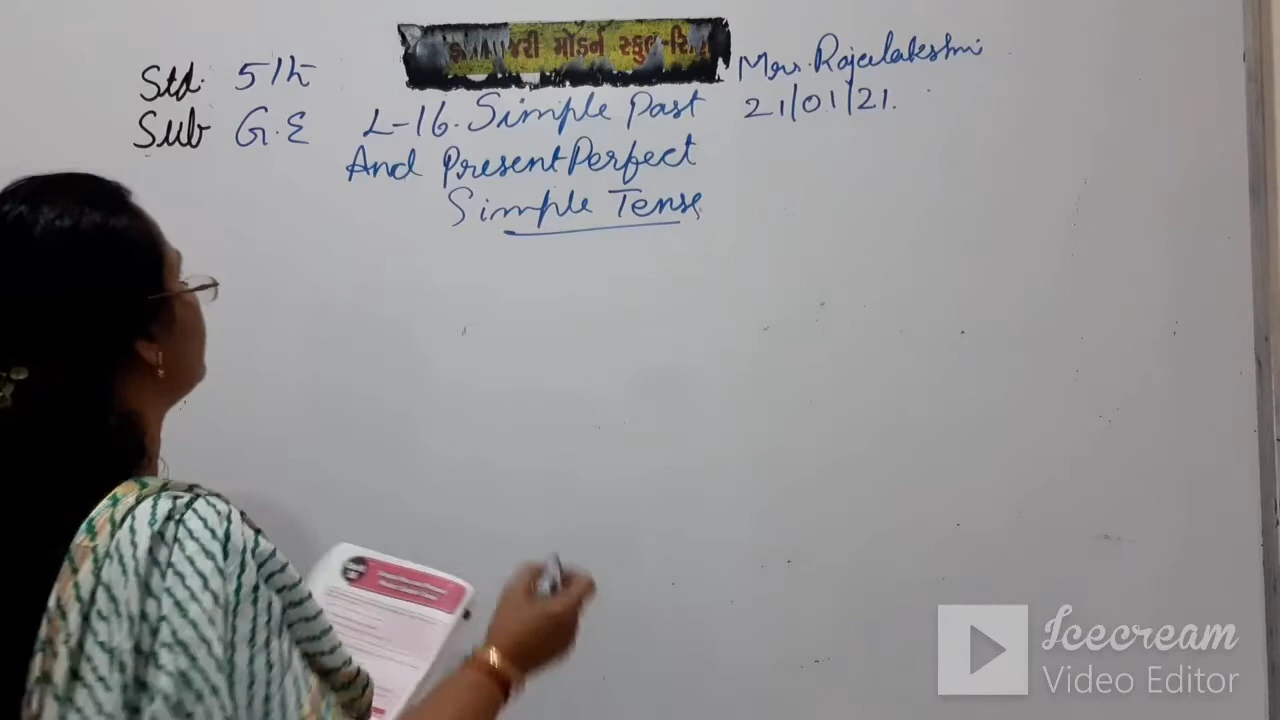 મોડર્ન સ્કુલ
Std. 5th
Mrs. Rajalakshmi
Sub G.E
L-16. Simple Past
21/01/21.
And Present Perfect
Simple Tense
Icecream
Video Editor